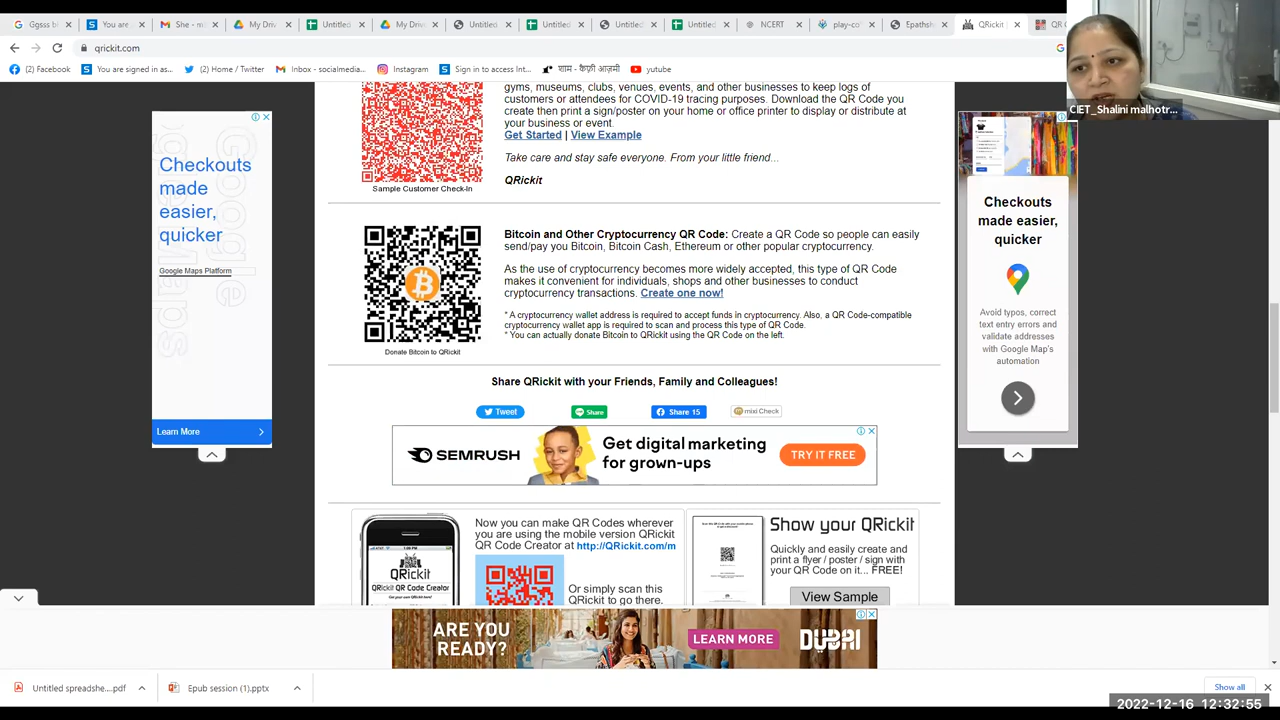 Ggsss bl
You are
She - m
My Driv
Untitled
My Driv
Untitled
Untitled
Untitled
Untitled
NCERT
play-co
Epathsh
QRickit
QR C
qrickit.com
(2) Facebook
You are signed in as...
(2) Home / Twitter
Inbox - socialmedia...
Instagram
Sign in to access Int...
शाम - कैफ़ी आज़मी
yutube
CIET_Shalini malhotr...
gyms, museums, clubs, venues, events, and other businesses to keep logs of
customers or attendees for COVID-19 tracing purposes. Download the QR Code you
create then print a sign/poster on your home or office printer to display or distribute at
your business or event.
Get Started | View Example
Take care and stay safe everyone. From your little friend...
QRickit
Sample Customer Check-In
Checkouts
made
easier,
quicker
Google Maps Platform
Learn More
Bitcoin and Other Cryptocurrency QR Code: Create a QR Code so people can easily
send/pay you Bitcoin, Bitcoin Cash, Ethereum or other popular cryptocurrency.
As the use of cryptocurrency becomes more widely accepted, this type of QR Code
makes it convenient for individuals, shops and other businesses to conduct
cryptocurrency transactions. Create one now!
* A cryptocurrency wallet address is required to accept funds in cryptocurrency. Also, a QR Code-compatible
cryptocurrency wallet app is required to scan and process this type of QR Code.
* You can actually donate Bitcoin to QRickit using the QR Code on the left.
Donate Bitcoin to QRickit
Checkouts
made easier,
quicker
Avoid typos, correct
text entry errors and
validate addresses
with Google Map's
automation
Share QRickit with your Friends, Family and Colleagues!
Tweet
Share
Share 15
mixi Check
SEMRUSH
Get digital marketing
for grown-ups
TRY IT FREE
1:08 PM
QRickit
QRickit QR Code Creator
Now you can make QR Codes wherever
you are using the mobile version QRickit
QR Code Creator at http://QRickit.com/m
Or simply scan this
QRickit to go there.
Show your QRickit
Quickly and easily create and
print a flyer / poster / sign with
your QR Code on it... FREE!
View Sample
ARE YOU
READY?
LEARN MORE
DUBAI
Untitled spreadshe....pdf
Epub session (1).pptx
Show all
2022-12-16 12:32:55